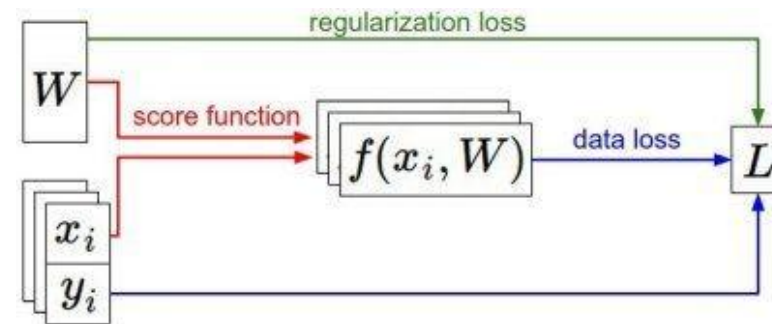 regularization loss
W
score function
f(x_i, W)
data loss
L
x_i
y_i